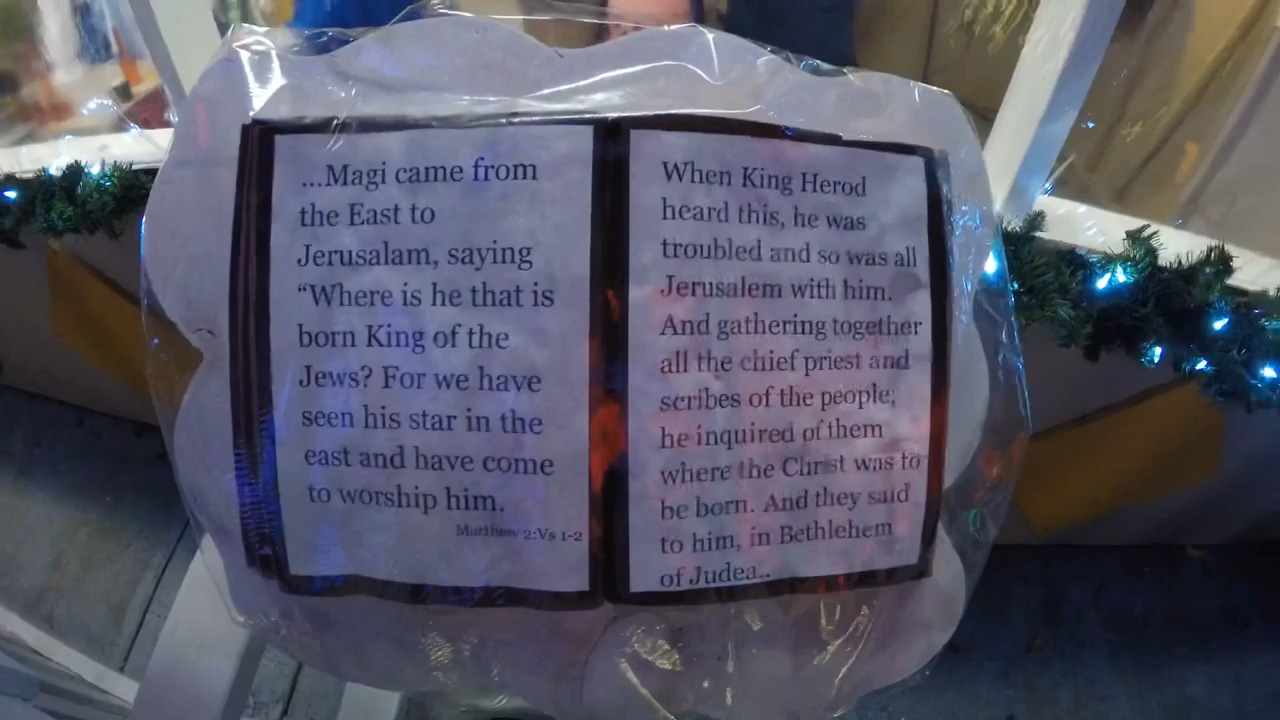 ...Magi came from
the East to
Jerusalam, saying
“Where is he that is
born King of the
Jews? For we have
seen his star in the
east and have come
to worship him.
Matthew 2:Vs 1-2
When King Herod
heard this, he was
troubled and so was all
Jerusalem with him.
And gathering together
all the chief priest and
scribes of the people;
he inquired of them
where the Christ was to
be born. And they said
to him, in Bethlehem
of Judea..